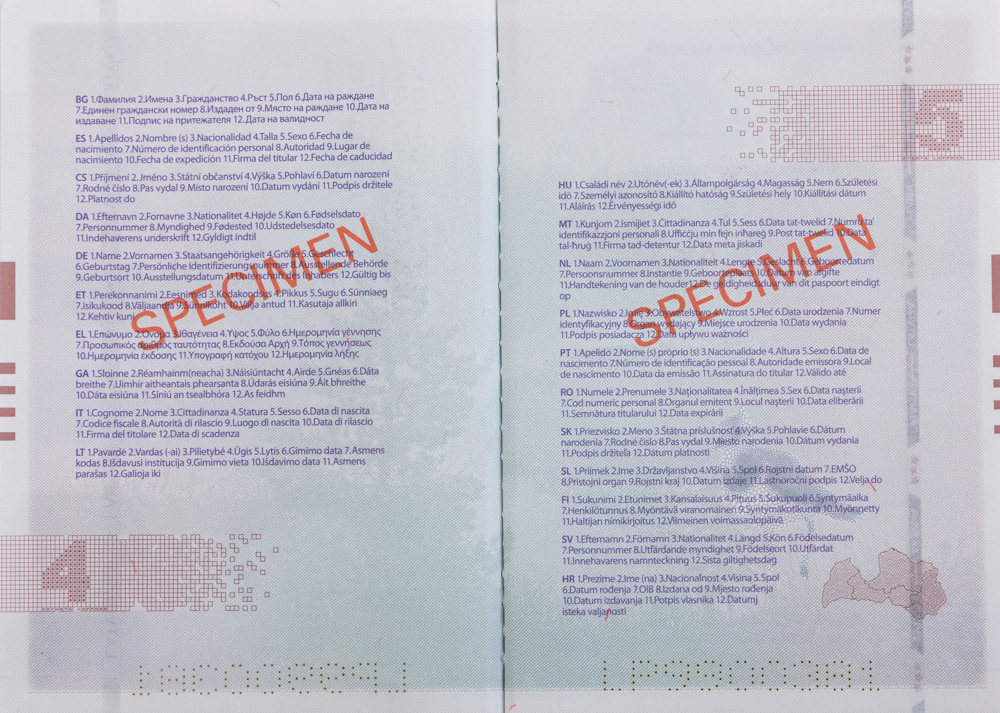 BG 1.Фамилия 2.Имена 3.Гражданство 4.Ръст 5.Пол 6.Дата на раждане
7.Единен граждански номер 8.Издаден от 9.Място на раждане 10.Дата на
издаване 11.Подпис на притежателя 12.Дата на валидност
ES 1.Apellidos 2.Nombre (s) 3.Nacionalidad 4.Talla 5.Sexo 6.Fecha de
nacimiento 7.Número de identificación personal 8.Autoridad 9.Lugar de
nacimiento 10.Fecha de expedición 11.Firma del titular 12.Fecha de caducidad
CS 1.Příjmení 2.Jméno 3.Státní občanství 4.Výška 5.Pohlaví 6.Datum narození
7.Rodné číslo 8.Pas vydal 9.Místo narození 10.Datum vydání 11.Podpis držitele
12.Platnost do
DA 1.Efternavn 2.Fornavne 3.Nationalitet 4.Højde 5.Køn 6.Fødselsdato
7.Personnummer 8.Myndighed 9.Fødested 10.Udstedelsesdato
11.Indehaverens underskrift 12.Gyldigt indtil
DE 1.Name 2.Vornamen 3.Staatsangehörigkeit 4.Größe 5.Geschlecht
6.Geburtstag 7.Persönliche Identifizierungsnummer 8.Ausstellende Behörde
9.Geburtsort 10.Ausstellungsdatum 11.Unterschrift des Inhabers 12.Gültig bis
ET 1.Perekonnanimi 2.Eesnimed 3.Kodakondsus 4.Pikkus 5.Sugu 6.Sünniaeg
7.Isikukood 8.Väljaandja 9.Sünnikoht 10.Välja antud 11.Kasutaja allkiri
12.Kehtiv kuni
EL 1.Επώνυμο 2.Όνομα 3.Ιθαγένεια 4.Υψος 5.Φύλο 6.Ημερομηνία γέννησης
7.Προσωπικός αριθμός ταυτότητας 8.Εκδούσα Αρχή 9.Τόπος γεννήσεως
10.Ημερομηνία έκδοσης 11.Υπογραφή κατόχου 12.Ημερομηνία λήξης
GA 1.Sloinne 2.Réamhainm(neacha) 3.Náisiúntacht 4.Airde 5.Gnéas 6.Dáta
breithe 7.Uimhir aitheantais phearsanta 8.Údarás eisiúna 9.Áit bhreithe
10.Dáta eisiúna 11.Síniú an tsealbhóra 12.As feidhm
IT 1.Cognome 2.Nome 3.Cittadinanza 4.Statura 5.Sesso 6.Data di nascita
7.Codice fiscale 8.Autorità di rilascio 9.Luogo di nascita 10.Data di rilascio
11.Firma del titolare 12.Data di scadenza
LT 1.Pavardė 2.Vardas (-ai) 3.Pilietybė 4.Ūgis 5.Lytis 6.Gimimo data 7.Asmens
kodas 8.Išdavusi institucija 9.Gimimo vieta 10.Išdavimo data 11.Asmens
parašas 12.Galioja iki
SPECIMEN
4
5
HU 1.Családi név 2.Utónév(-ek) 3.Állampolgárság 4.Magasság 5.Nem 6.Születési
idő 7.Személyi azonosító 8.Kiállító hatóság 9.Születési hely 10.Kiállítási dátum
11.Aláírás 12.Érvényességi idő
MT 1.Kunjom 2.Ismijiet 3.Cittadinanza 4.Tul 5.Sess 6.Data tat-twelid 7.Numru ta'
identifikazzjoni personali 8.Ufficcju min fejn inhareg 9.Post tat-twelid 10.Data
tal-hrug 11.Firma tad-detentur 12.Data meta jiskadi
NL 1.Naam 2.Voornamen 3.Nationaliteit 4.Lengte 5.Geslacht 6.Geboortedatum
7.Persoonsnummer 8.Instantie 9.Geboorteplaats 10.Datum van afgifte
11.Handtekening van de houder 12.De geldigheidsduur van dit paspoort eindigt
op
PL 1.Nazwisko 2.Imię 3.Obywatelstwo 4.Wzrost 5.Płeć 6.Data urodzenia 7.Numer
identyfikacyjny 8.Organ wydający 9.Miejsce urodzenia 10.Data wydania
11.Podpis posiadacza 12.Data upływu ważności
PT 1.Apelido 2.Nome (s) próprio (s) 3.Nacionalidade 4.Altura 5.Sexo 6.Data de
nascimento 7.Número de identificação pessoal 8.Autoridade emissora 9.Local
de nascimento 10.Data da emissão 11.Assinatura do titular 12.Válido até
RO 1.Numele 2.Prenumele 3.Naţionalitatea 4.Înălţimea 5.Sex 6.Data naşterii
7.Cod numeric personal 8.Organul emitent 9.Locul naşterii 10.Data eliberării
11.Semnătura titularului 12.Data expirării
SK 1.Priezvisko 2.Meno 3.Štátna príslušnosť 4.Výška 5.Pohlavie 6.Dátum
narodenia 7.Rodné číslo 8.Pas vydal 9.Miesto narodenia 10.Dátum vydania
11.Podpis držiteľa 12.Dátum platnosti
SL 1.Priimek 2.Ime 3.Državljanstvo 4.Višina 5.Spol 6.Rojstni datum 7.EMŠO
8.Pristojni organ 9.Rojstni kraj 10.Datum izdaje 11.Lastnoročni podpis 12.Velja do
FI 1.Sukunimi 2.Etunimet 3.Kansalaisuus 4.Pituus 5.Sukupuoli 6.Syntymäaika
7.Henkilötunnus 8.Myöntävä viranomainen 9.Syntymäkotikunta 10.Myönnetty
11.Haltijan nimikirjoitus 12.Viimeinen voimassaolopäivä
SV 1.Efternamn 2.Förnamn 3.Nationalitet 4.Längd 5.Kön 6.Födelsedatum
7.Personnummer 8.Utfärdande myndighet 9.Födelseort 10.Utfärdat
11.Innehavarens namnteckning 12.Sista giltighetsdag
HR 1.Prezime 2.Ime (na) 3.Nacionalnost 4.Visina 5.Spol
6.Datum rođenja 7.OIB 8.Izdana od 9.Mjesto rođenja
10.Datum izdavanja 11.Potpis vlasnika 12.Datumj
isteka valjanosti
SPECIMEN